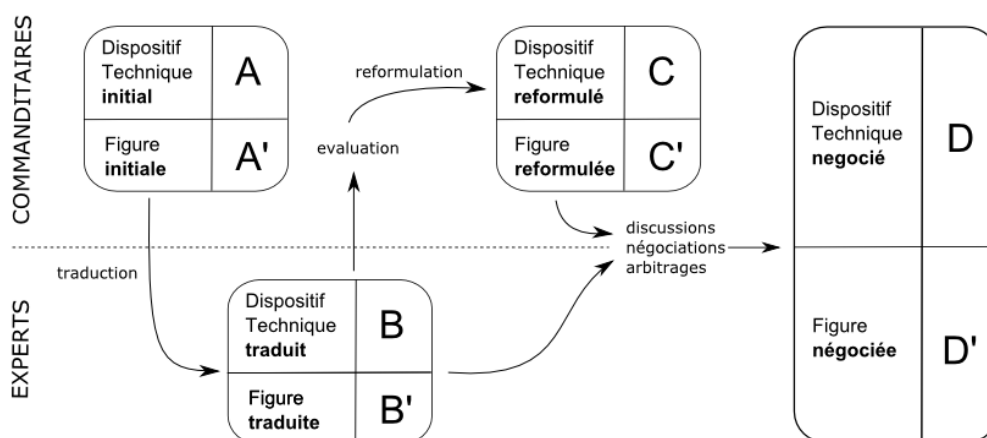 COMMANDITAIRES
Dispositif
Technique
initial
A
Figure
initiale
A'
traduction
EXPERTS
Dispositif
Technique
traduit
B
Figure
traduite
B'
evaluation
reformulation
Dispositif
Technique
reformulé
C
Figure
reformulée
C'
discussions
négociations
arbitrages
Dispositif
Technique
negocié
D
Figure
négociée
D'